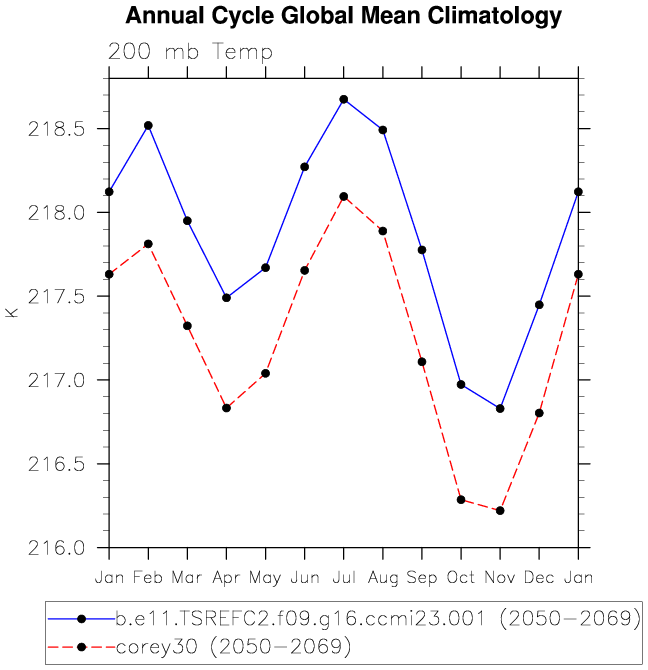 Annual Cycle Global Mean Climatology
200 mb Temp
218.5
218.0
217.5
K
217.0
216.5
216.0
Jan Feb Mar Apr May Jun Jul Aug Sep Oct Nov Dec Jan
b.e11.TSREFC2.f09.g16.ccmi23.001 (2050-2069)
corey30 (2050-2069)